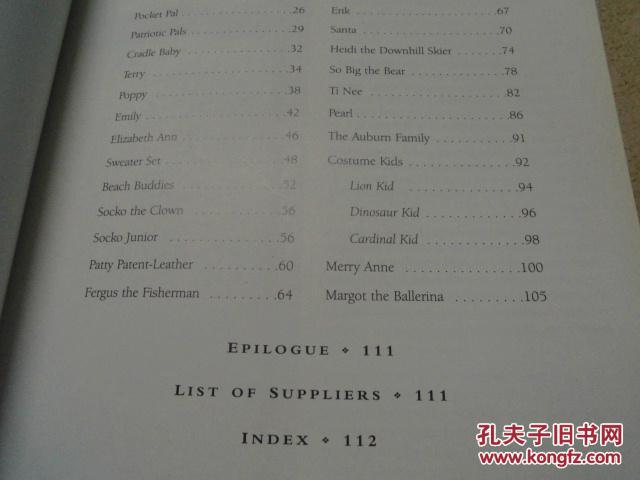 Pocket Pal . . . . . . . . . . . . . . . . . . .26
Patriotic Pals . . . . . . . . . . . . . . . . .29
Cradle Baby . . . . . . . . . . . . . . . . . .32
Terry . . . . . . . . . . . . . . . . . . . . . . .34
Poppy . . . . . . . . . . . . . . . . . . . . . .38
Emily . . . . . . . . . . . . . . . . . . . . . .42
Elizabeth Ann . . . . . . . . . . . . . . . .46
Sweater Set . . . . . . . . . . . . . . . . . .48
Beach Buddies . . . . . . . . . . . . . . .52
Socko the Clown . . . . . . . . . . . . .56
Socko Junior . . . . . . . . . . . . . . . .56
Patty Patent-Leather . . . . . . . . . .60
Fergus the Fisherman . . . . . . . . .64
Erik . . . . . . . . . . . . . . . . . . . . . .67
Santa . . . . . . . . . . . . . . . . . . . . .70
Heidi the Downhill Skier . . . . . . .74
So Big the Bear . . . . . . . . . . . . . .78
Ti Nee . . . . . . . . . . . . . . . . . . . .82
Pearl . . . . . . . . . . . . . . . . . . . . .86
The Auburn Family . . . . . . . . . . .91
Costume Kids . . . . . . . . . . . . . . .92
Lion Kid . . . . . . . . . . . . . . . .94
Dinosaur Kid . . . . . . . . . . . .96
Cardinal Kid . . . . . . . . . . . .98
Merry Anne . . . . . . . . . . . . . . .100
Margot the Ballerina . . . . . . . . .105
EPILOGUE ❖ 111
LIST OF SUPPLIERS ❖ 111
INDEX ❖ 112
孔夫子旧书网
www.kongfz.com